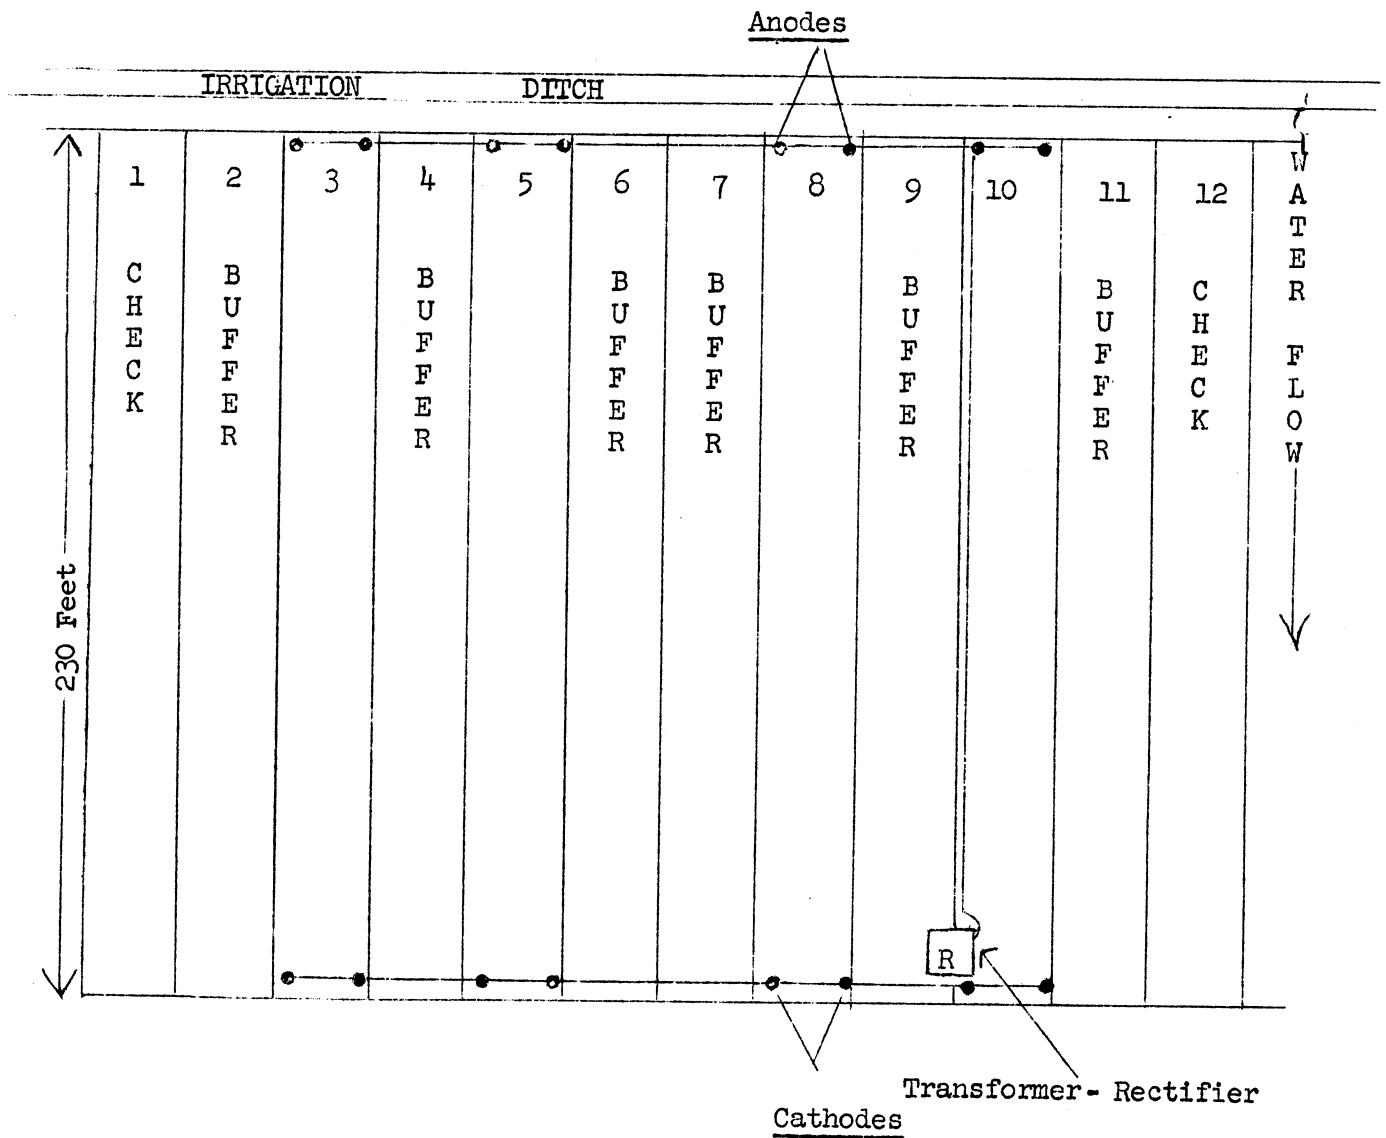 Anodes
IRRIGATION DITCH
1 2 3 4 5 6 7 8 9 10 11 12
CHECK
BUFFER
BUFFER
BUFFER
BUFFER
BUFFER
BUFFER
CHECK
WATER FLOW
230 Feet
R
Transformer - Rectifier
Cathodes